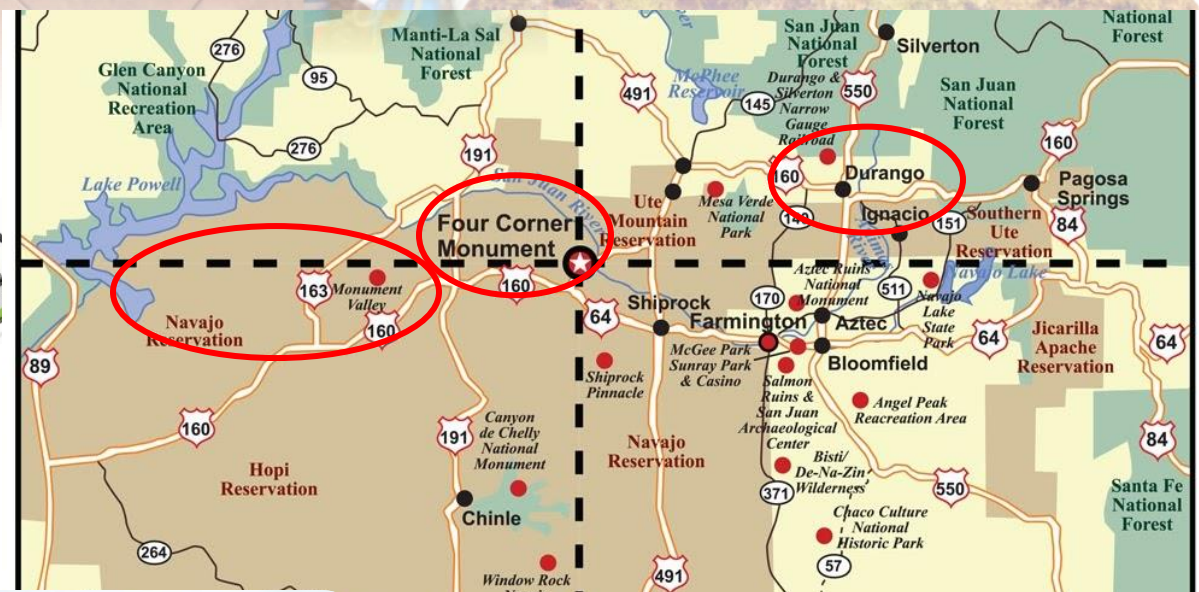 276
Manti-La Sal
National
Forest
95
Glen Canyon
National
Recreation
Area
276
191
Lake Powell
San Juan River
Four Corner
Monument
160
163
Monument
Valley
160
Navajo
Reservation
89
160
191
Canyon
de Chelly
National
Monument
Hopi
Reservation
Chinle
264
Window Rock
491
McPhee
Reservoir
145
San Juan
National
Forest
Durango &
Silverton
Narrow
Gauge
Railroad
550
Silverton
National
Forest
San Juan
National
Forest
160
160
Durango
Pagosa
Springs
84
Ute
Mountain
Reservation
Mesa Verde
National
Park
140
Ignacio
151
Southern
Ute
Reservation
Animas
River
Navajo Lake
Aztec Ruins
National
Monument
511
Navajo
Lake
State
Park
170
64
Shiprock
Farmington
Aztec
64
Jicarilla
Apache
Reservation
64
McGee Park
Sunray Park
& Casino
Bloomfield
Shiprock
Pinnacle
Salmon
Ruins &
San Juan
Archaeological
Center
Angel Peak
Reacreation Area
Navajo
Reservation
Bisti/
De-Na-Zin
Wilderness
371
550
84
Santa Fe
National
Forest
Chaco Culture
National
Historic Park
57
491